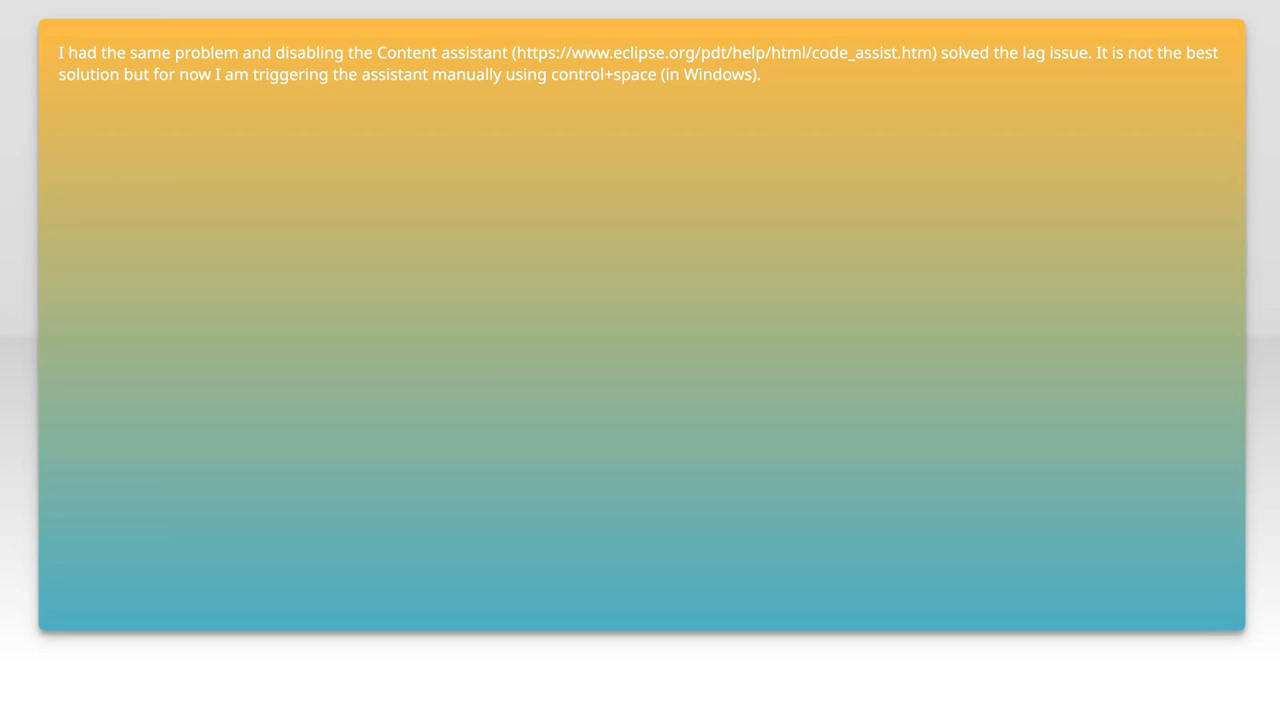 I had the same problem and disabling the Content assistant (https://www.eclipse.org/pdt/help/html/code_assist.htm) solved the lag issue. It is not the best
solution but for now I am triggering the assistant manually using control+space (in Windows).